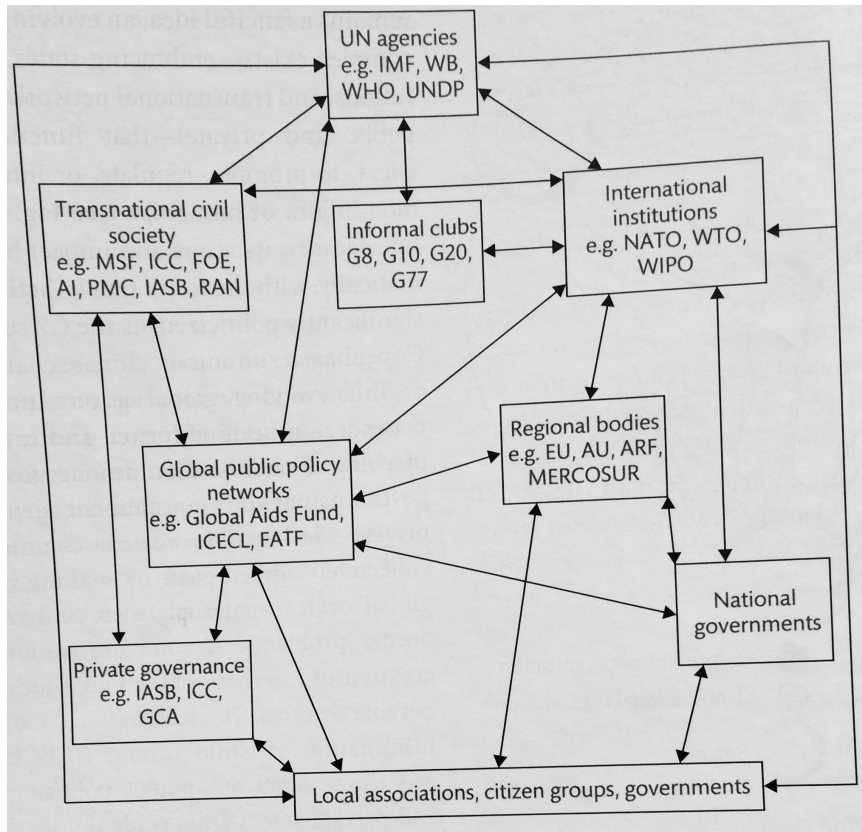 UN agencies
e.g. IMF, WB,
WHO, UNDP
Transnational civil
society
e.g. MSF, ICC, FOE,
AI, PMC, IASB, RAN
Informal clubs
G8, G10, G20,
G77
International
institutions
e.g. NATO, WTO,
WIPO
Regional bodies
e.g. EU, AU, ARF,
MERCOSUR
Global public policy
networks
e.g. Global Aids Fund,
ICECL, FATF
National
governments
Private governance
e.g. IASB, ICC,
GCA
Local associations, citizen groups, governments